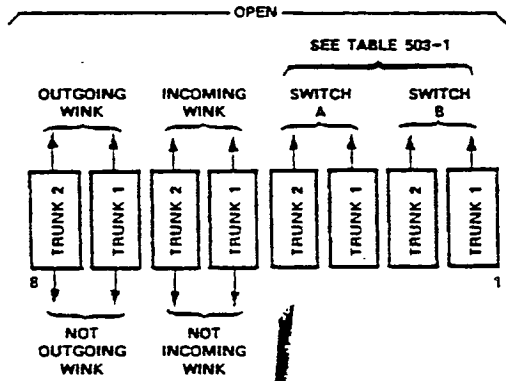 OPEN
SEE TABLE 503-1
OUTGOING WINK
INCOMING WINK
SWITCH A
SWITCH B
TRUNK 2
TRUNK 1
TRUNK 2
TRUNK 1
TRUNK 2
TRUNK 1
TRUNK 2
TRUNK 1
8
1
NOT OUTGOING WINK
NOT INCOMING WINK